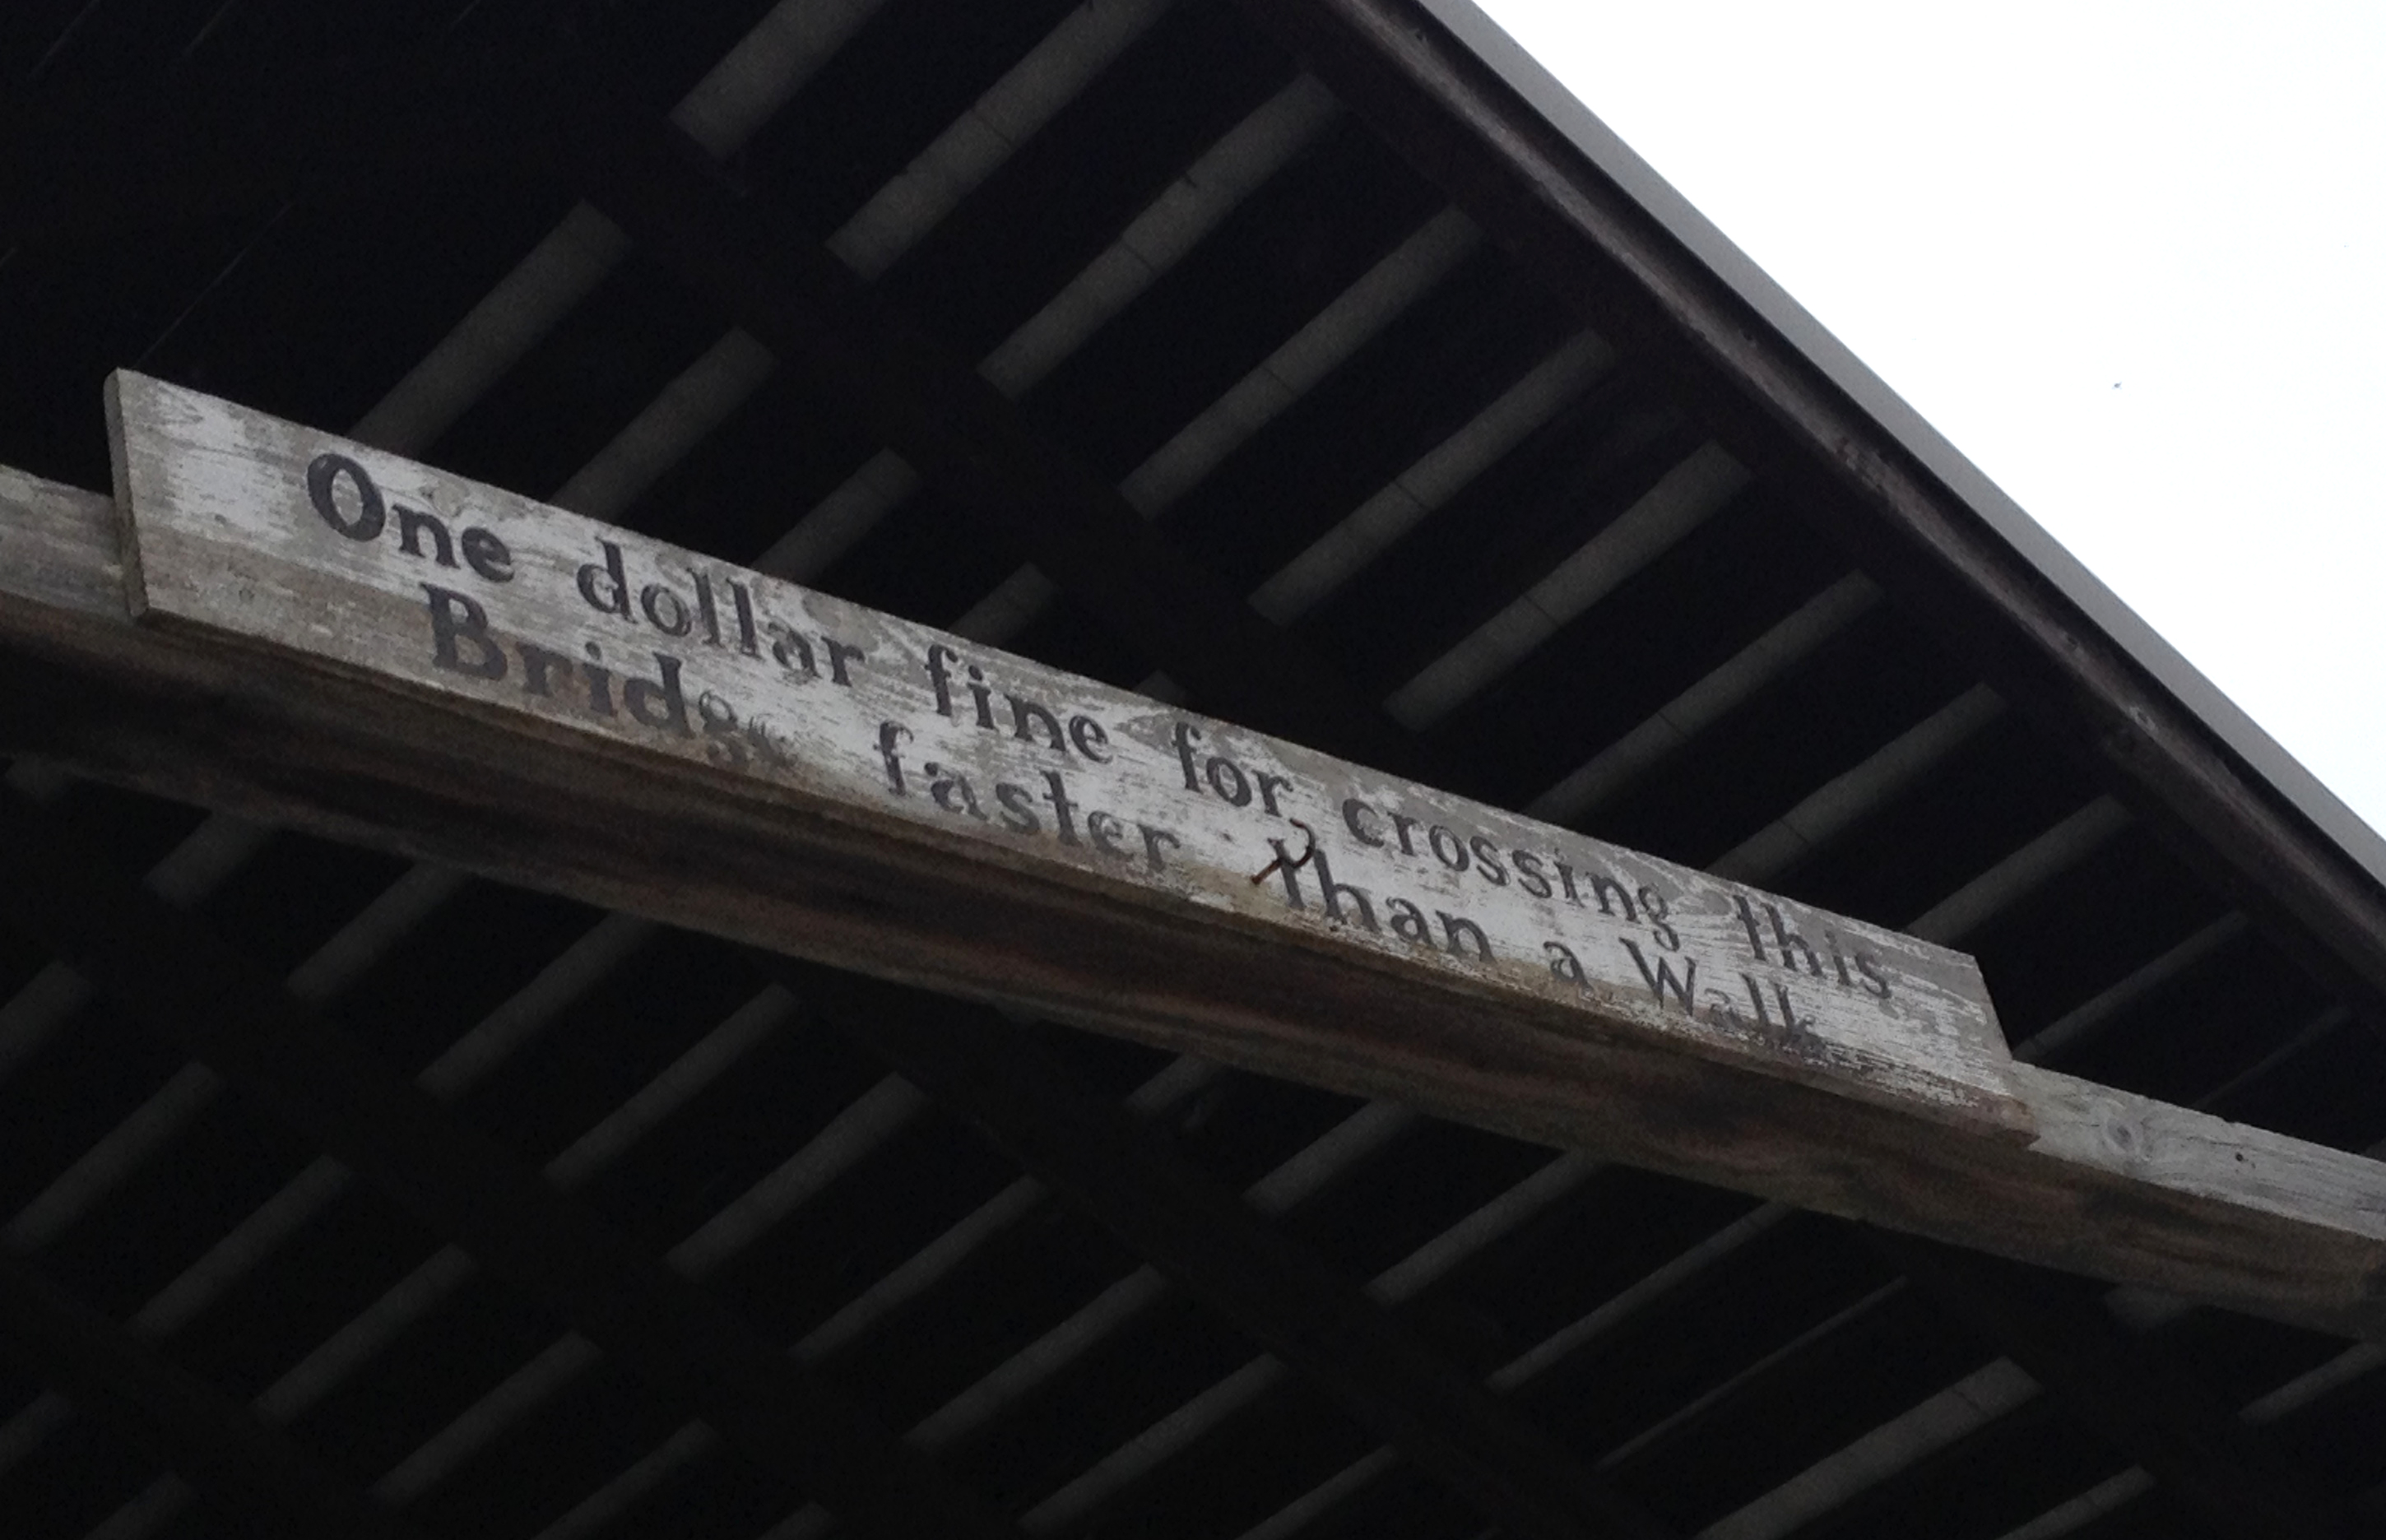 One dollar fine for crossing this
Bridge faster than a Walk